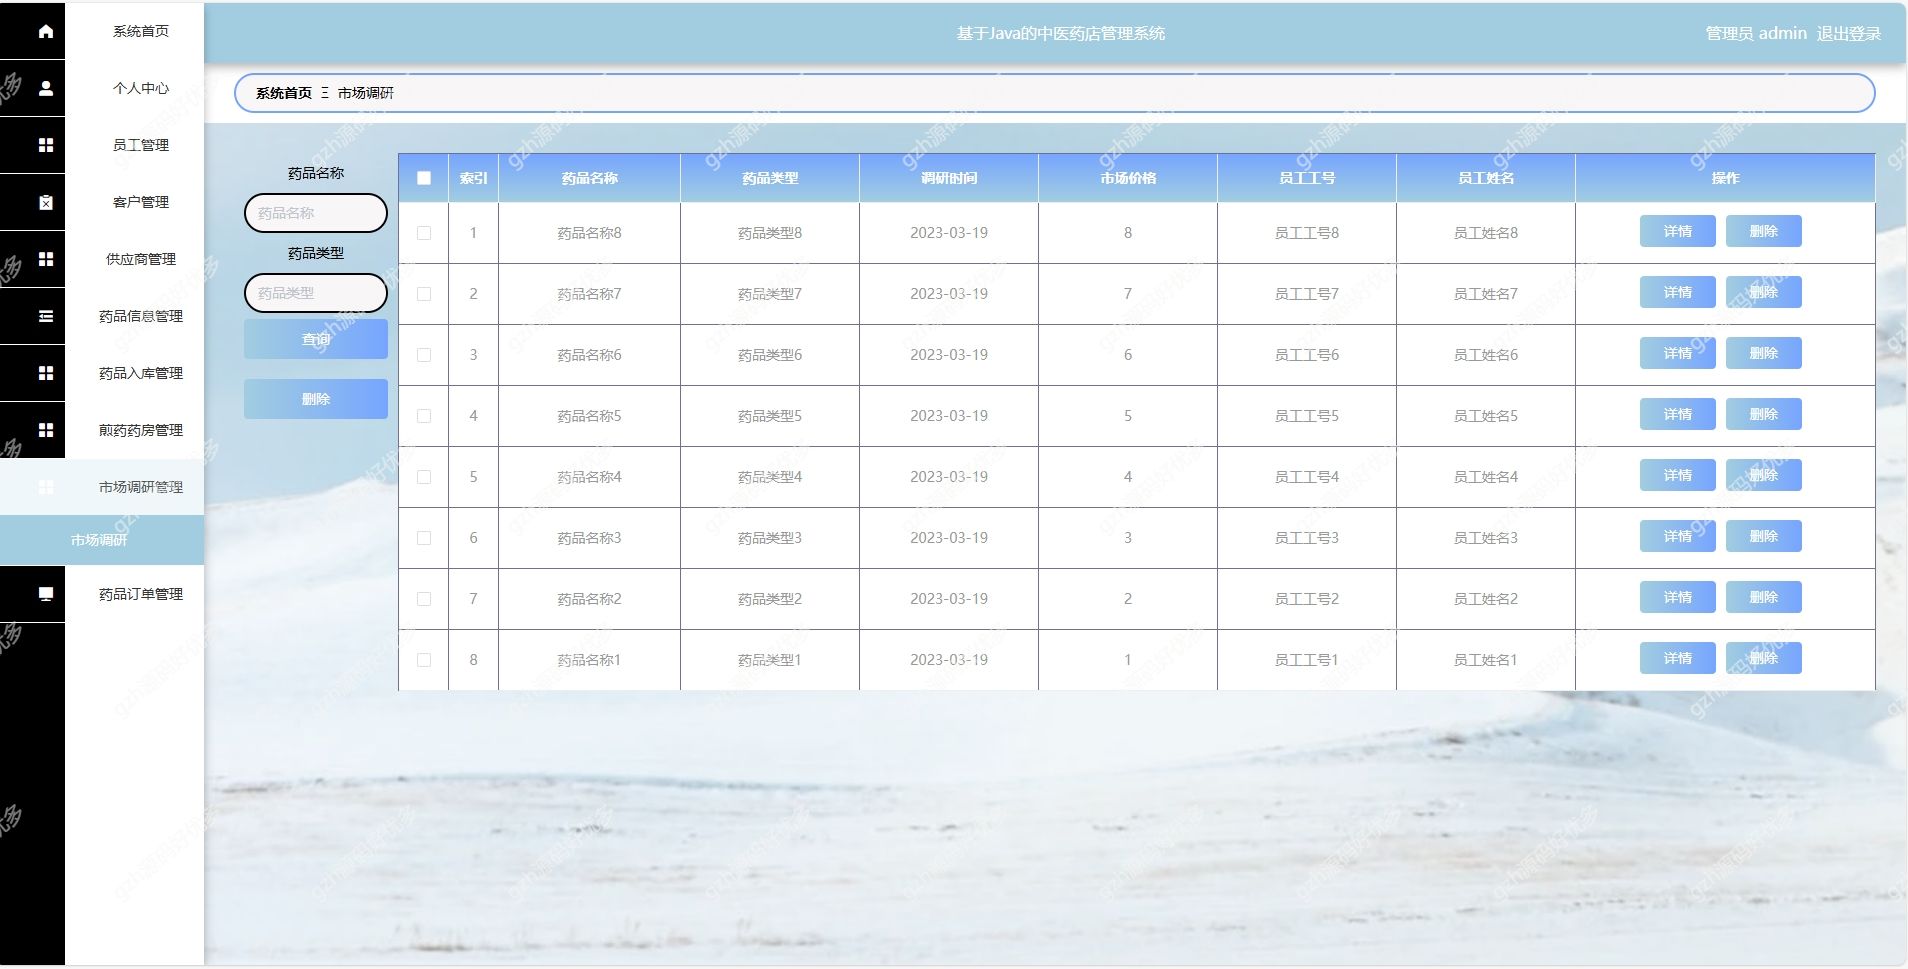 基于Java的中医药店管理系统
管理员 admin 退出登录
系统首页
个人中心
员工管理
客户管理
供应商管理
药品信息管理
药品入库管理
煎药药房管理
市场调研管理
市场调研
药品订单管理
系统首页 Ξ 市场调研
药品名称
药品名称
药品类型
药品类型
查询
删除
索引 药品名称 药品类型 调研时间 市场价格 员工工号 员工姓名 操作
1 药品名称8 药品类型8 2023-03-19 8 员工工号8 员工姓名8 详情 删除
2 药品名称7 药品类型7 2023-03-19 7 员工工号7 员工姓名7 详情 删除
3 药品名称6 药品类型6 2023-03-19 6 员工工号6 员工姓名6 详情 删除
4 药品名称5 药品类型5 2023-03-19 5 员工工号5 员工姓名5 详情 删除
5 药品名称4 药品类型4 2023-03-19 4 员工工号4 员工姓名4 详情 删除
6 药品名称3 药品类型3 2023-03-19 3 员工工号3 员工姓名3 详情 删除
7 药品名称2 药品类型2 2023-03-19 2 员工工号2 员工姓名2 详情 删除
8 药品名称1 药品类型1 2023-03-19 1 员工工号1 员工姓名1 详情 删除
gzh源码好优多